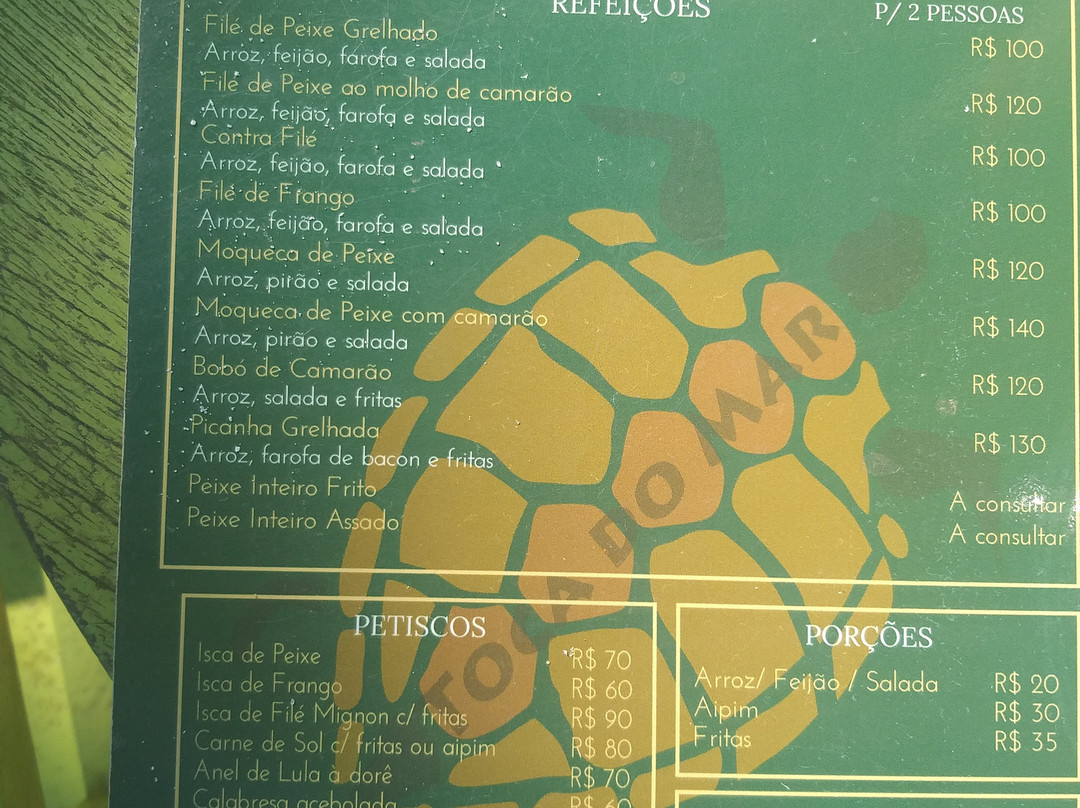 REFEIÇÕES P/ 2 PESSOAS
Filé de Peixe Grelhado R$ 100
Arroz, feijão, farofa e salada
Filé de Peixe ao molho de camarão R$ 120
Arroz, feijão, farofa e salada
Contra Filé R$ 100
Arroz, feijão, farofa e salada
Filé de Frango R$ 100
Arroz, feijão, farofa e salada
Moqueca de Peixe R$ 120
Arroz, pirão e salada
Moqueca de Peixe com camarão R$ 140
Arroz, pirão e salada
Bobó de Camarão R$ 120
Arroz, salada e fritas
Picanha Grelhada R$ 130
Arroz, farofa de bacon e fritas
Peixe Inteiro Frito A consultar
Peixe Inteiro Assado A consultar
TOCA DO MAR
PETISCOS
Isca de Peixe R$ 70
Isca de Frango R$ 60
Isca de Filé Mignon c/ fritas R$ 90
Carne de Sol c/ fritas ou aipim R$ 80
Anel de Lula à dorê R$ 70
Calabresa acebolada R$ 60
PORÇÕES
Arroz/ Feijão / Salada R$ 20
Aipim R$ 30
Fritas R$ 35